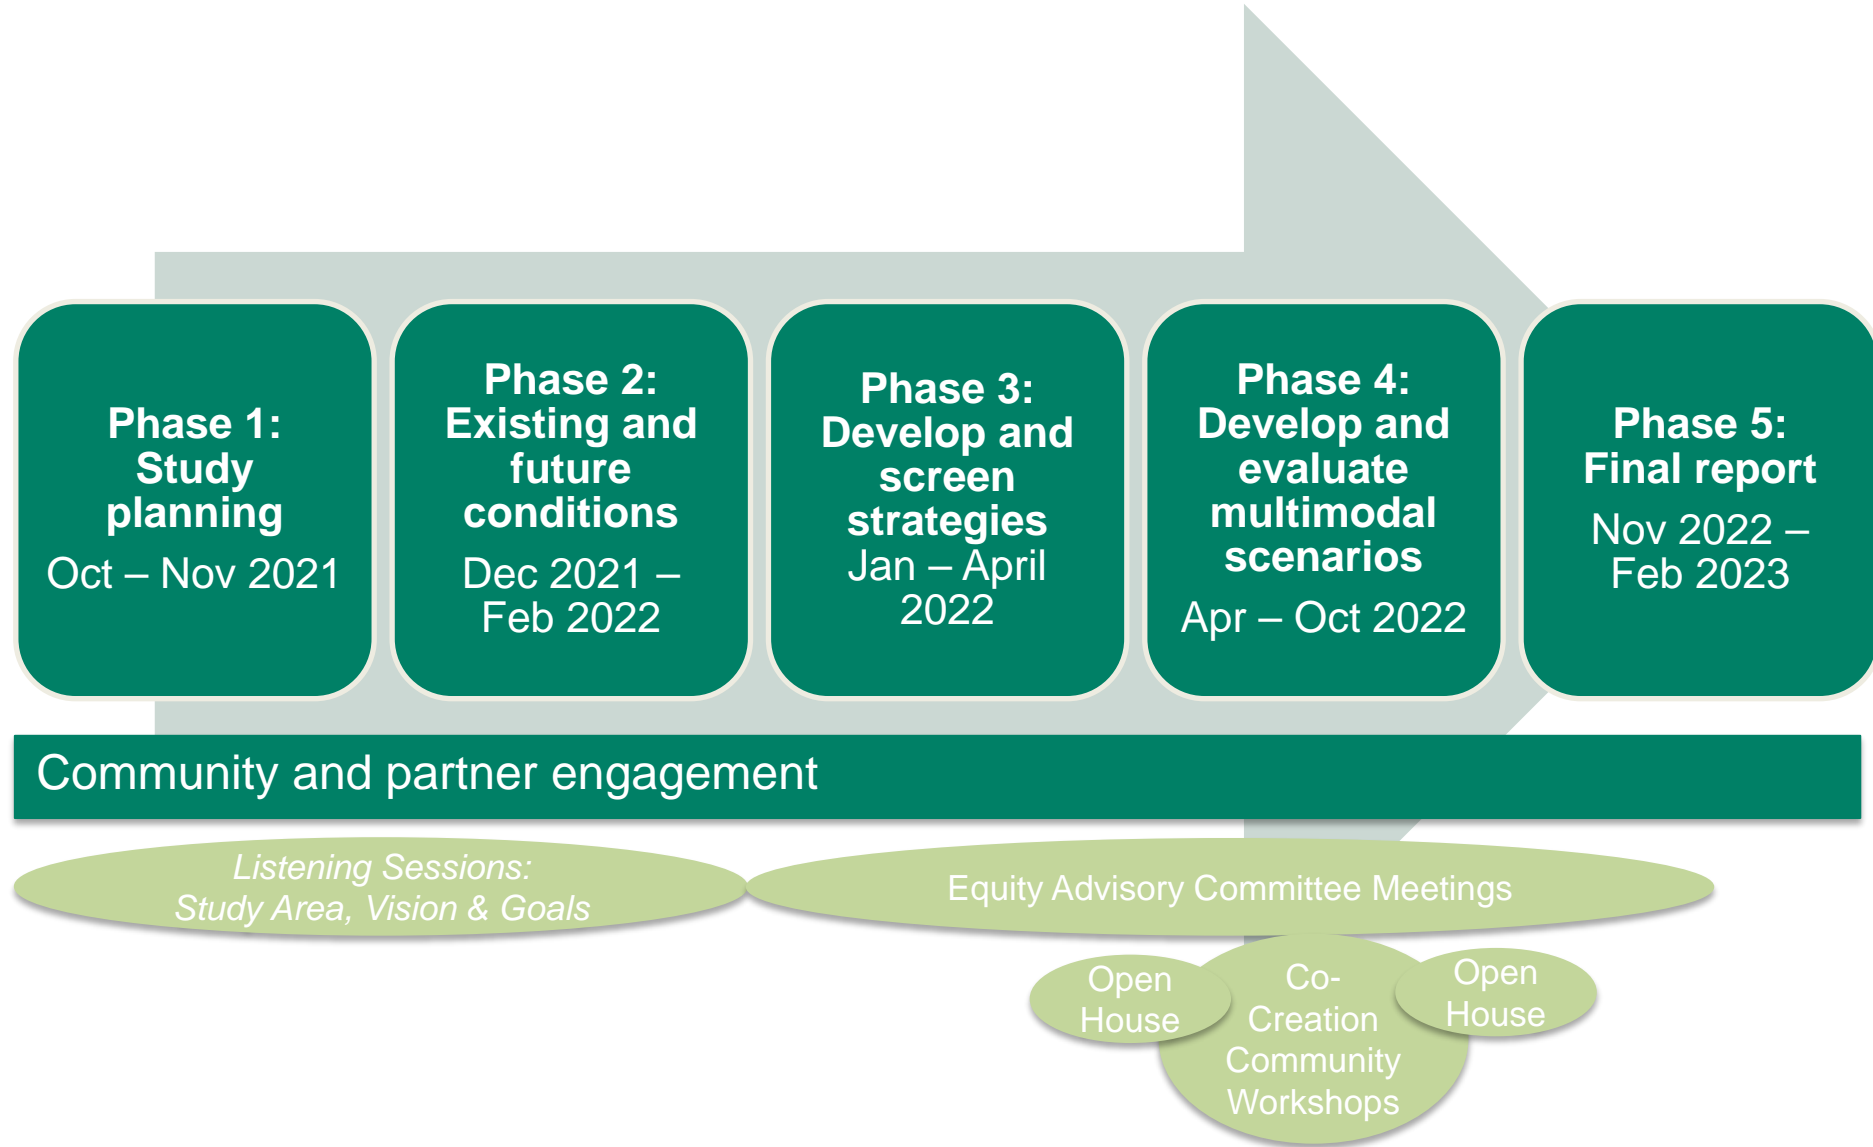 Phase 1:
Study
planning
Oct – Nov 2021
Phase 2:
Existing and
future
conditions
Dec 2021 –
Feb 2022
Phase 3:
Develop and
screen
strategies
Jan – April
2022
Phase 4:
Develop and
evaluate
multimodal
scenarios
Apr – Oct 2022
Phase 5:
Final report
Nov 2022 –
Feb 2023
Community and partner engagement
Listening Sessions:
Study Area, Vision & Goals
Equity Advisory Committee Meetings
Open
House
Co-
Creation
Community
Workshops
Open
House